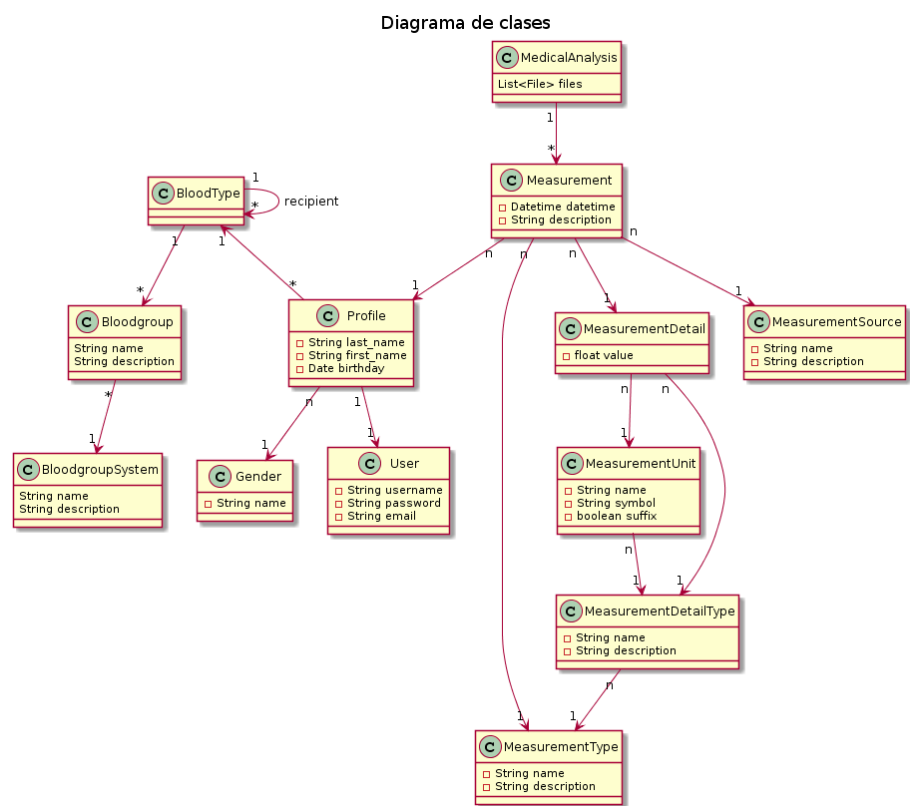 Diagrama de clases
C MedicalAnalysis
List<File> files
1
*
C Measurement
Datetime datetime
String description
C BloodType
1
*
recipient
1
1
n
n
n
n
*
*
1
1
1
C Bloodgroup
String name
String description
C Profile
String last_name
String first_name
Date birthday
C MeasurementDetail
float value
C MeasurementSource
String name
String description
*
n
1
n
n
1
1
1
1
C BloodgroupSystem
String name
String description
C Gender
String name
C User
String username
String password
String email
C MeasurementUnit
String name
String symbol
boolean suffix
n
1
1
C MeasurementDetailType
String name
String description
n
1
1
C MeasurementType
String name
String description